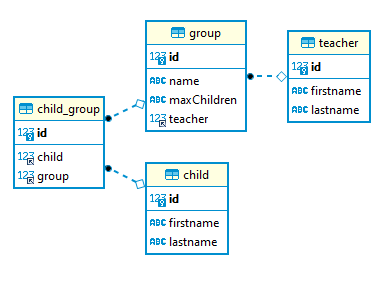 group
123 id
ABC name
ABC maxChildren
123 teacher
teacher
123 id
ABC firstname
ABC lastname
child_group
123 id
123 child
123 group
child
123 id
ABC firstname
ABC lastname